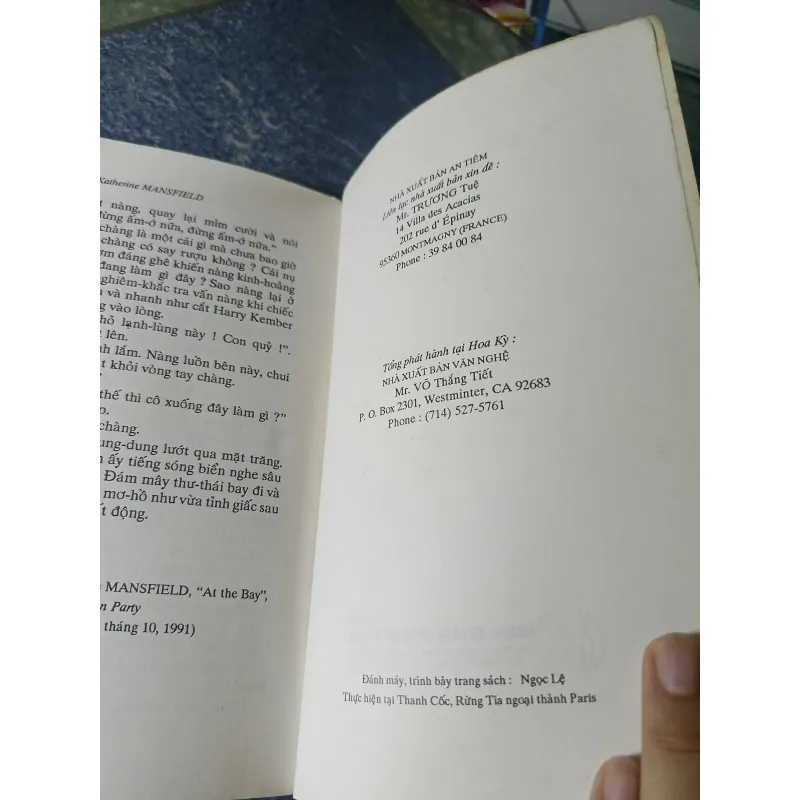 Katherine MANSFIELD
nàng, quay lại mỉm cười và nói
đừng ấm-ớ nữa, đừng ấm-ớ nữa."
chàng là một cái gì mà chưa bao giờ
chàng có say rượu không ? Cái nụ
đáng ghê khiến nàng kinh-hoàng
đang làm gì đây ? Sao nàng lại ở
nghiêm-khắc tra vấn nàng khi chiếc
và nhanh như cắt Harry Kember
vào lòng.
lạnh-lùng này ! Con quỷ !".
lên.
lắm. Nàng luồn bên này, chui
khỏi vòng tay chàng.
thế thì cô xuống đây làm gì ?"
chàng.
ung-dung lướt qua mặt trăng.
ấy tiếng sóng biển nghe sâu
Đám mây thư-thái bay đi và
mơ-hồ như vừa tỉnh giấc sau
động.
MANSFIELD, "At the Bay",
Party
tháng 10, 1991)
NHÀ XUẤT BẢN AN TIÊM
Liên lạc nhà xuất bản xin đề :
Mr. TRƯƠNG Tuệ
14 Villa des Acacias
202 rue d' Épinay
95360 MONTMAGNY (FRANCE)
Phone : 39 84 00 84
Tổng phát hành tại Hoa Kỳ :
NHÀ XUẤT BẢN VĂN NGHỆ
Mr. VÕ Thắng Tiết
P. O. Box 2301, Westminter, CA 92683
Phone : (714) 527-5761
Đánh máy, trình bày trang sách : Ngọc Lệ
Thực hiện tại Thanh Cốc, Rừng Tía ngoại thành Paris